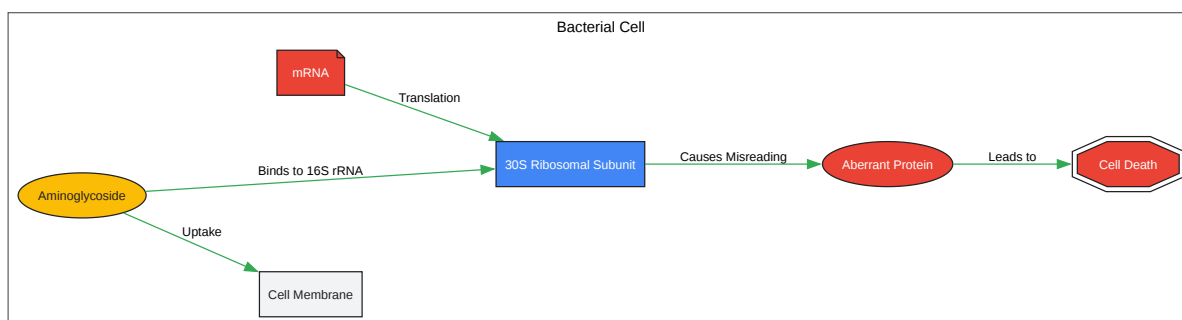 Bacterial Cell
mRNA
Translation
30S Ribosomal Subunit
Causes Misreading
Aberrant Protein
Leads to
Cell Death
Binds to 16S rRNA
Aminoglycoside
Uptake
Cell Membrane